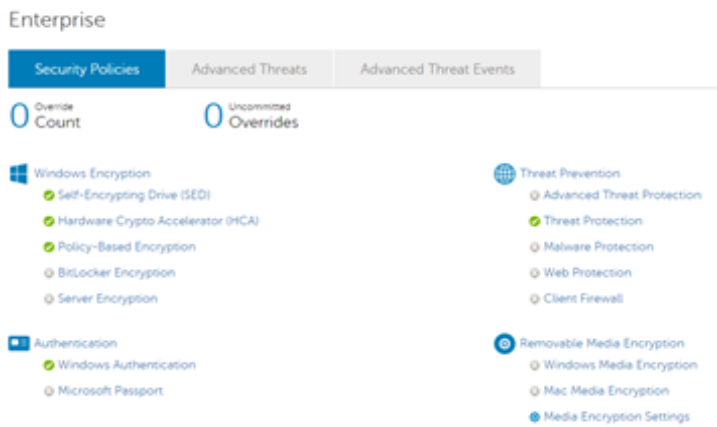 Enterprise
Security Policies
Advanced Threats
Advanced Threat Events
0 Override Count
0 Uncommitted Overrides
Windows Encryption
Self-Encrypting Drive (SED)
Hardware Crypto Accelerator (HCA)
Policy-Based Encryption
BitLocker Encryption
Server Encryption
Authentication
Windows Authentication
Microsoft Passport
Threat Prevention
Advanced Threat Protection
Threat Protection
Malware Protection
Web Protection
Client Firewall
Removable Media Encryption
Windows Media Encryption
Mac Media Encryption
Media Encryption Settings